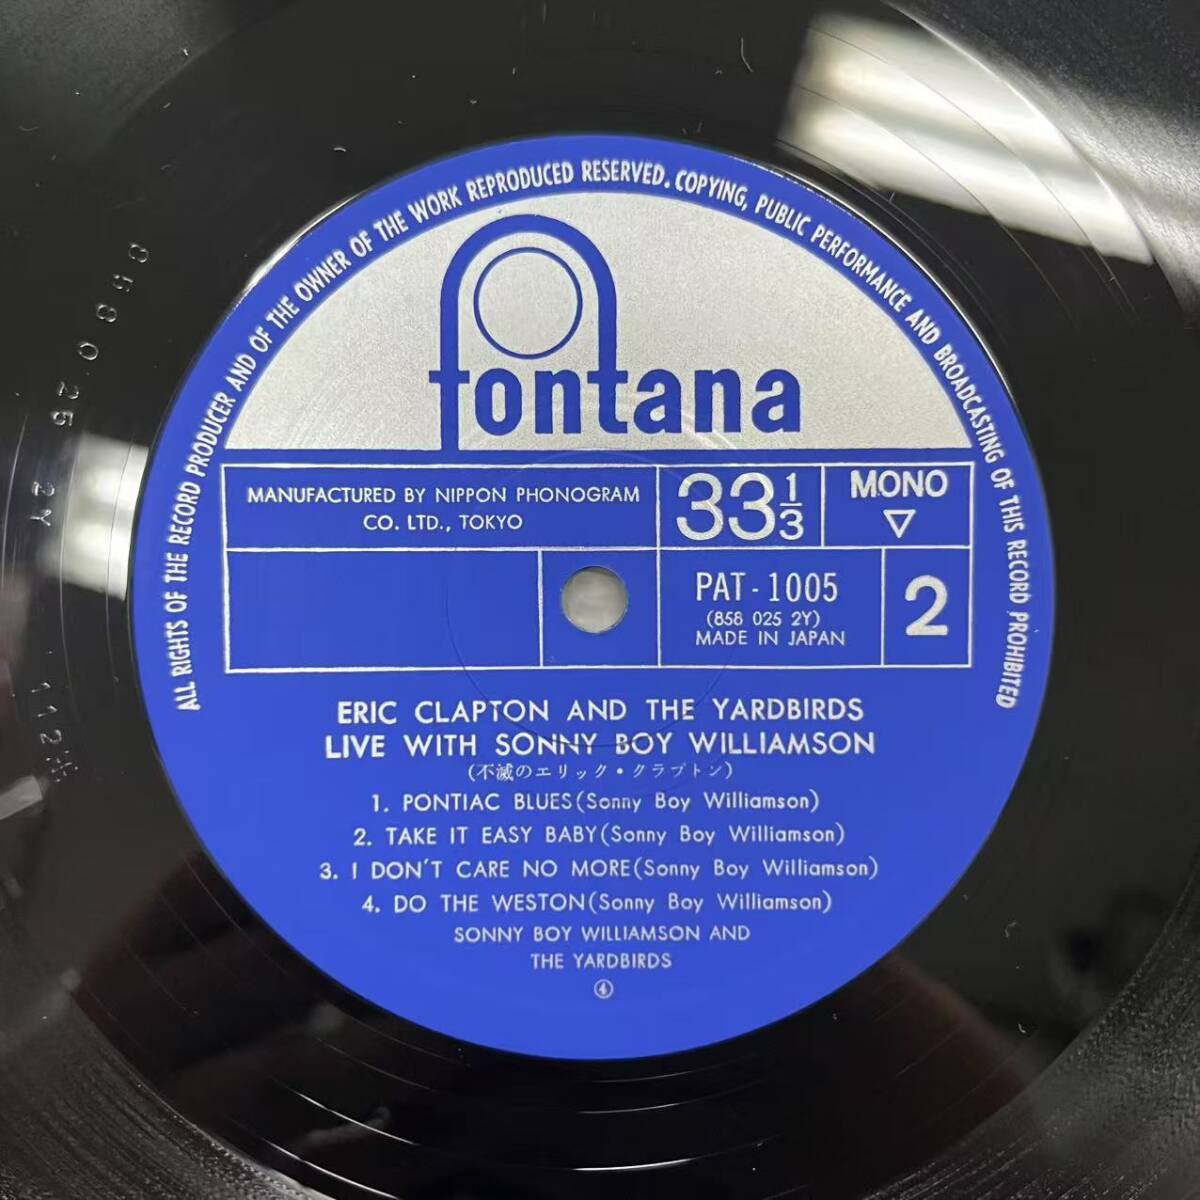 ALL RIGHTS OF THE RECORD PRODUCER AND OF THE OWNER OF THE WORK REPRODUCED RESERVED. COPYING, PUBLIC PERFORMANCE AND BROADCASTING OF THIS RECORD PROHIBITED
fontana
MANUFACTURED BY NIPPON PHONOGRAM
CO. LTD., TOKYO
33 1/3
MONO
▽
PAT-1005
(858 025 2Y)
MADE IN JAPAN
2
ERIC CLAPTON AND THE YARDBIRDS
LIVE WITH SONNY BOY WILLIAMSON
(不滅のエリック・クラプトン)
1. PONTIAC BLUES(Sonny Boy Williamson)
2. TAKE IT EASY BABY(Sonny Boy Williamson)
3. I DON'T CARE NO MORE(Sonny Boy Williamson)
4. DO THE WESTON(Sonny Boy Williamson)
SONNY BOY WILLIAMSON AND
THE YARDBIRDS
④
858025 2Y 112